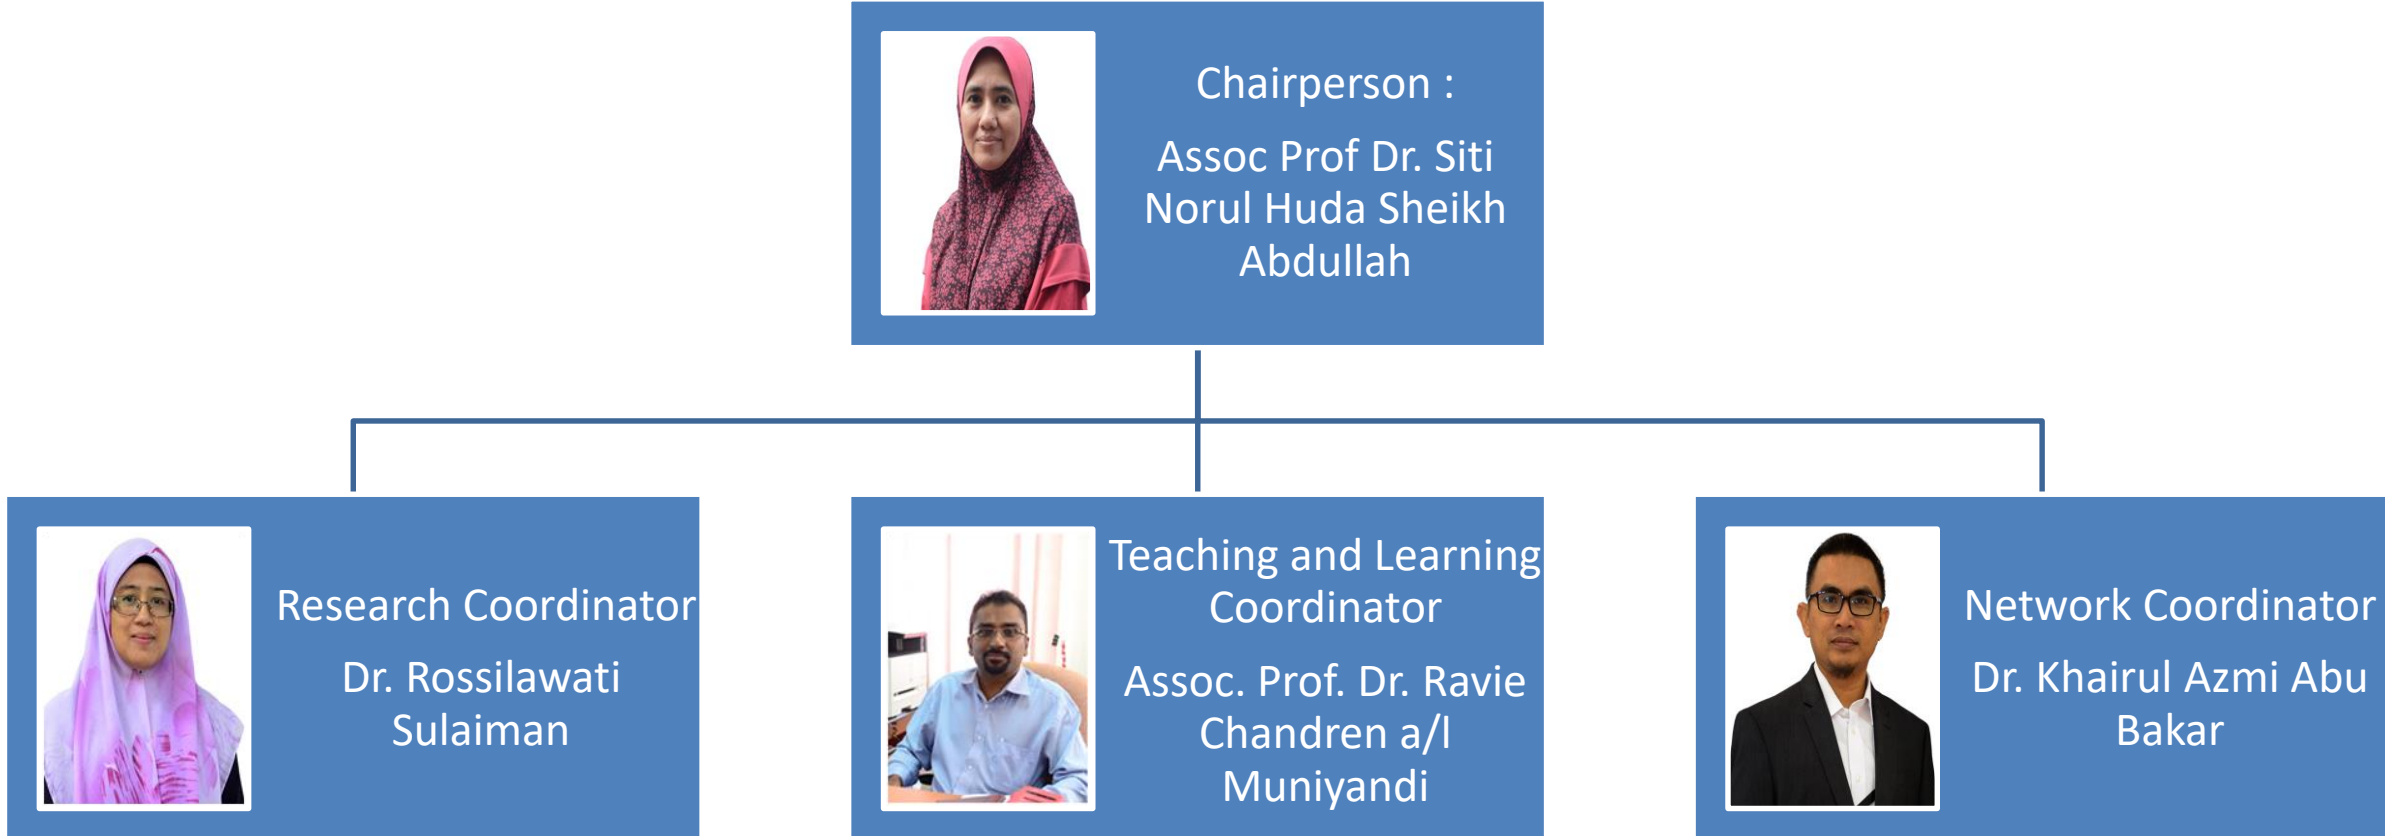 Chairperson :
Assoc Prof Dr. Siti
Norul Huda Sheikh
Abdullah
Research Coordinator
Dr. Rossilawati
Sulaiman
Teaching and Learning
Coordinator
Assoc. Prof. Dr. Ravie
Chandren a/l
Muniyandi
Network Coordinator
Dr. Khairul Azmi Abu
Bakar